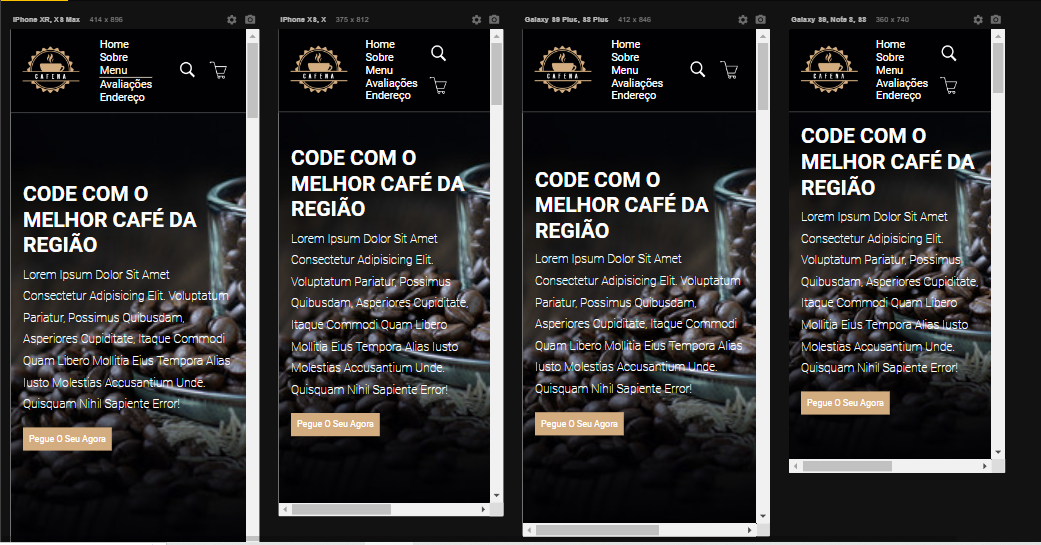 iPhone XR, XS Max 414 x 896
CAFENA
Home
Sobre
Menu
Avaliações
Endereço
CODE COM O
MELHOR CAFÉ DA
REGIÃO
Lorem Ipsum Dolor Sit Amet
Consectetur Adipisicing Elit. Voluptatum
Pariatur, Possimus Quibusdam,
Asperiores Cupiditate, Itaque Commodi
Quam Libero Mollitia Eius Tempora Alias
Iusto Molestias Accusantium Unde.
Quisquam Nihil Sapiente Error!
Pegue O Seu Agora
iPhone XS, X 375 x 812
CAFENA
Home
Sobre
Menu
Avaliações
Endereço
CODE COM O
MELHOR CAFÉ DA
REGIÃO
Lorem Ipsum Dolor Sit Amet
Consectetur Adipisicing Elit.
Voluptatum Pariatur, Possimus
Quibusdam, Asperiores Cupiditate,
Itaque Commodi Quam Libero
Mollitia Eius Tempora Alias Iusto
Molestias Accusantium Unde.
Quisquam Nihil Sapiente Error!
Pegue O Seu Agora
Galaxy S9 Plus, S8 Plus 412 x 846
CAFENA
Home
Sobre
Menu
Avaliações
Endereço
CODE COM O
MELHOR CAFÉ DA
REGIÃO
Lorem Ipsum Dolor Sit Amet
Consectetur Adipisicing Elit. Voluptatum
Pariatur, Possimus Quibusdam,
Asperiores Cupiditate, Itaque Commodi
Quam Libero Mollitia Eius Tempora Alias
Iusto Molestias Accusantium Unde.
Quisquam Nihil Sapiente Error!
Pegue O Seu Agora
Galaxy S9, Note 8, S8 360 x 740
CAFENA
Home
Sobre
Menu
Avaliações
Endereço
CODE COM O
MELHOR CAFÉ DA
REGIÃO
Lorem Ipsum Dolor Sit Amet
Consectetur Adipisicing Elit.
Voluptatum Pariatur, Possimus
Quibusdam, Asperiores Cupiditate,
Itaque Commodi Quam Libero
Mollitia Eius Tempora Alias Iusto
Molestias Accusantium Unde.
Quisquam Nihil Sapiente Error!
Pegue O Seu Agora